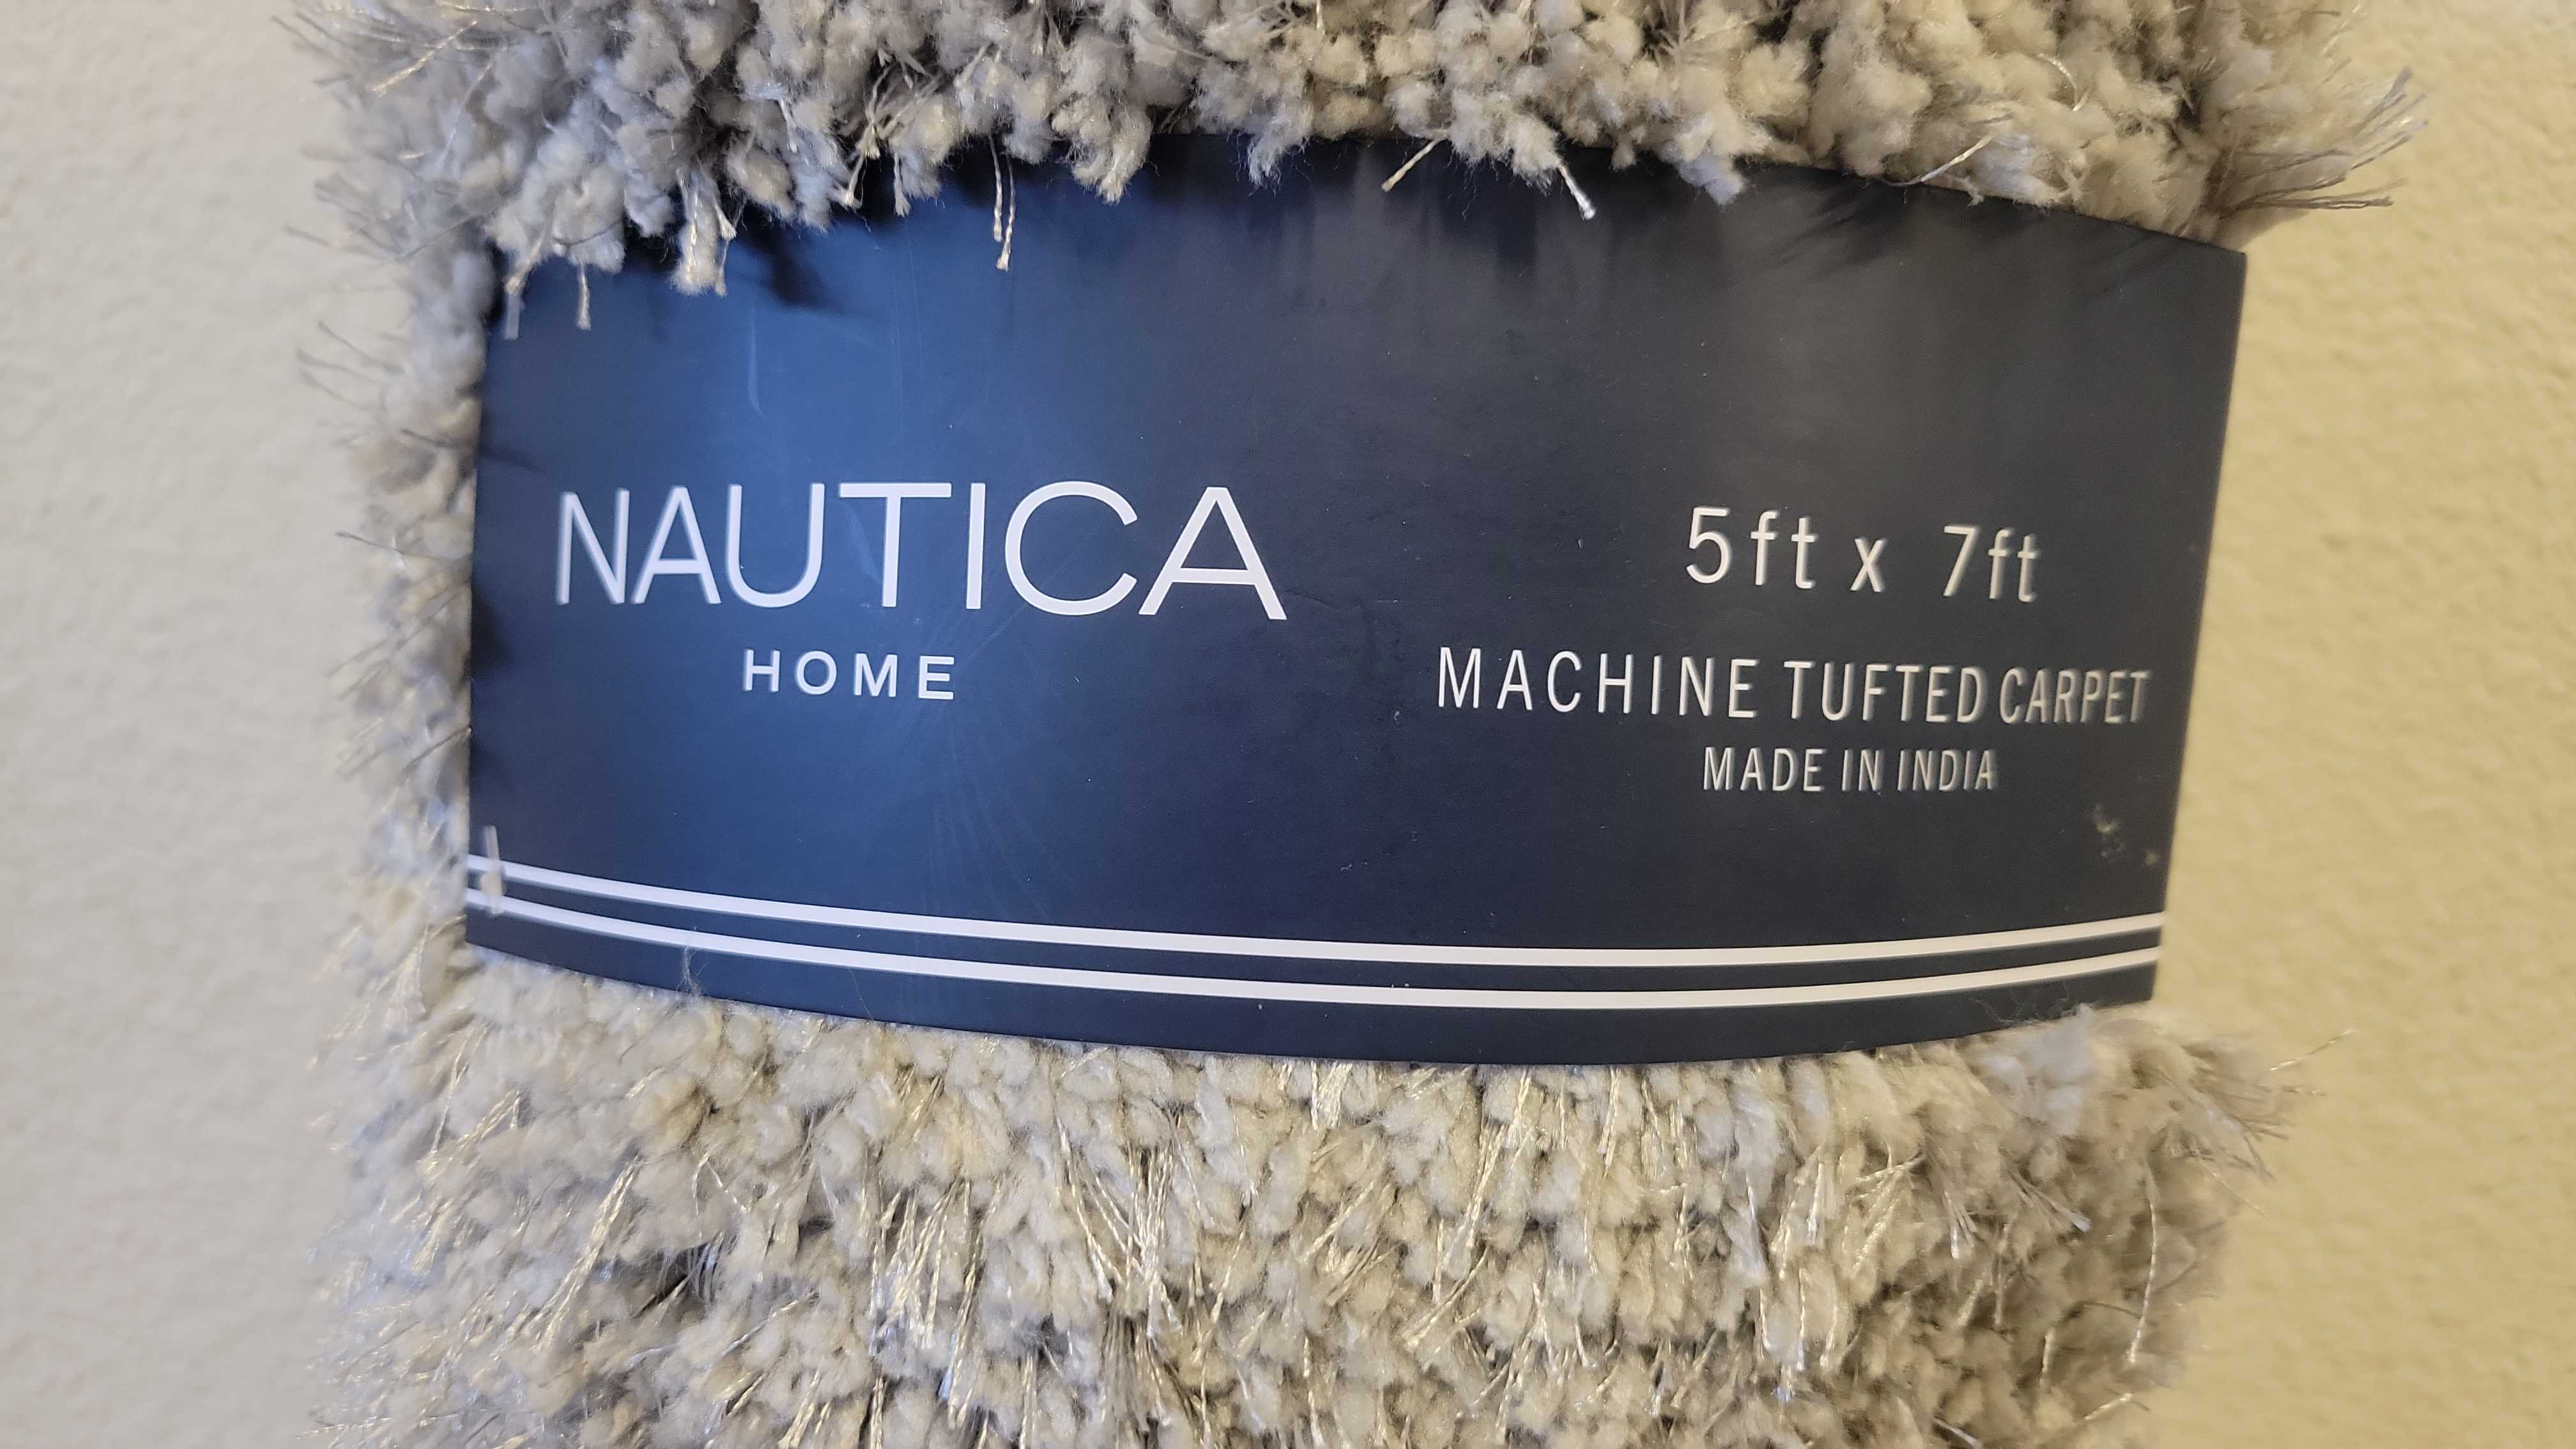 NAUTICA
HOME
5ft x 7ft
MACHINE TUFTED CARPET
MADE IN INDIA